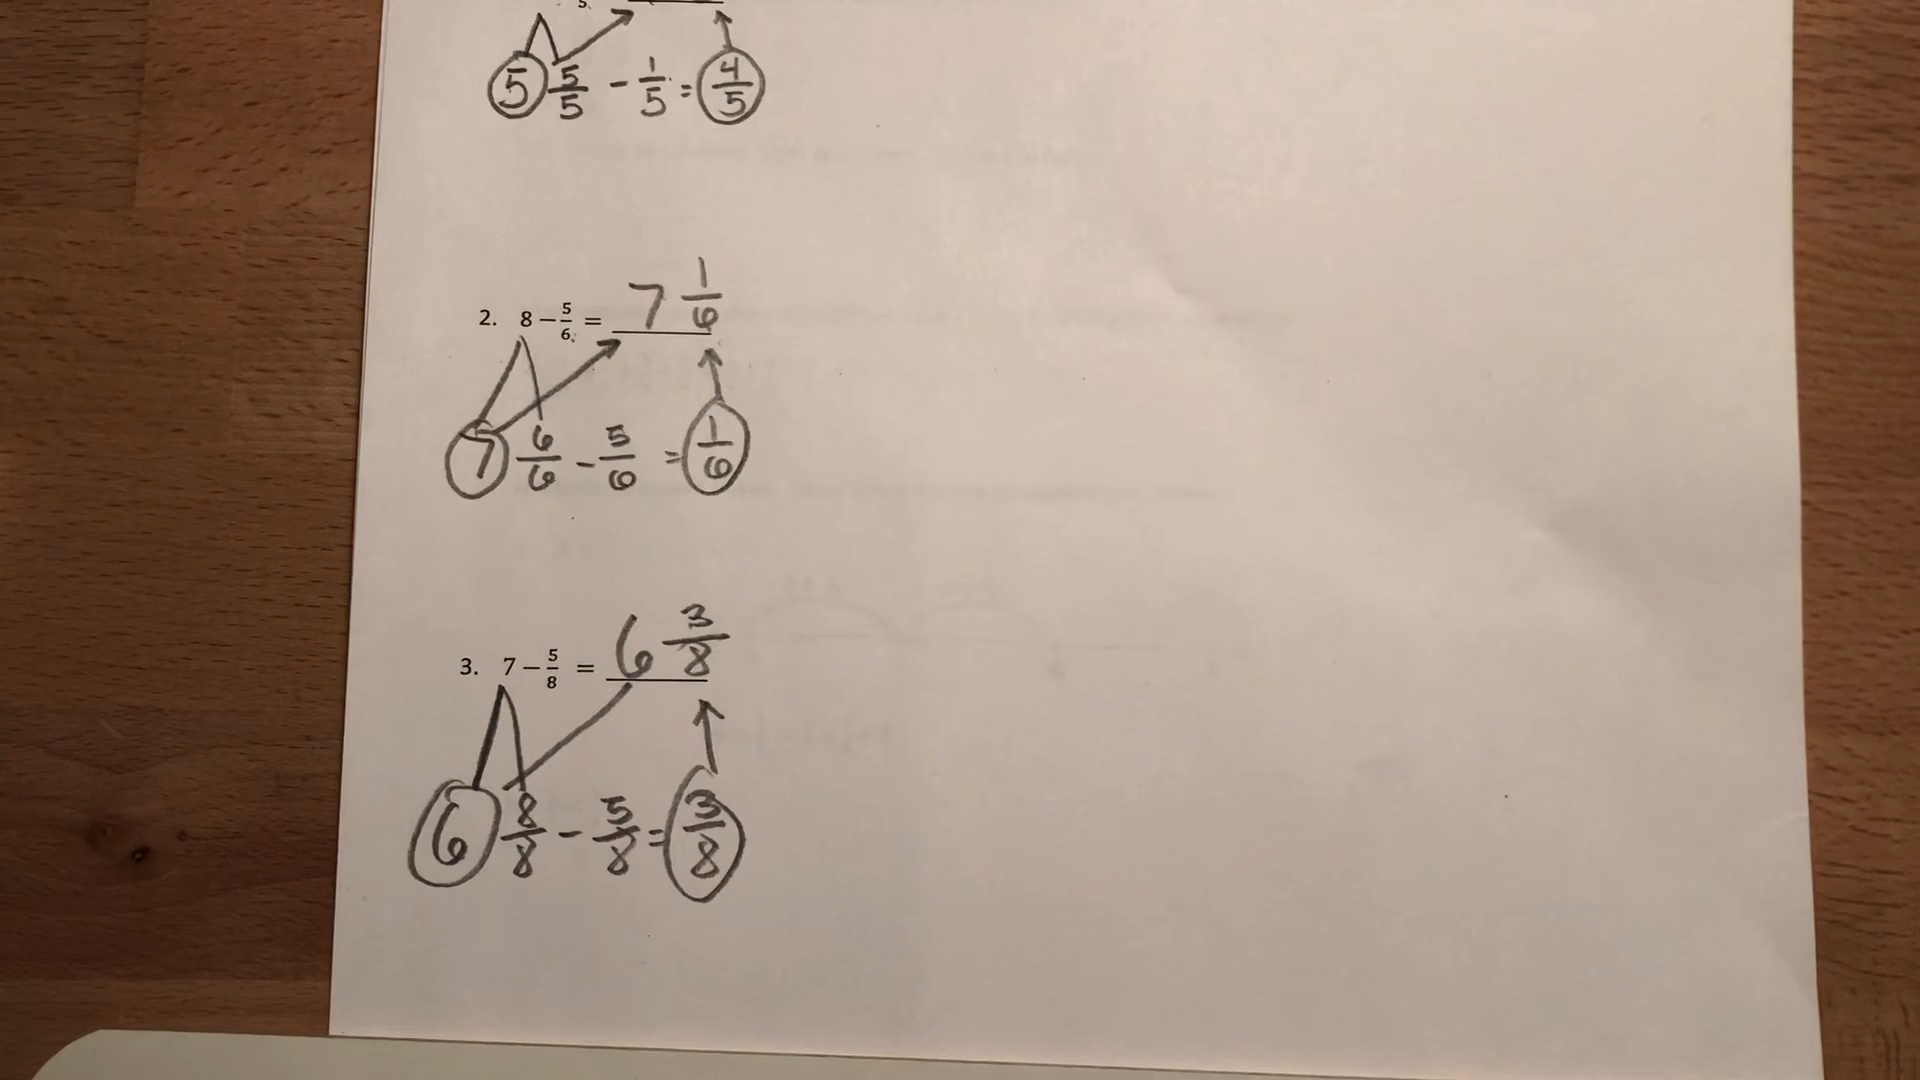 5 5/5 - 1/5 = 4/5
2. 8 – 5/6 = 7 1/6
7 6/6 - 5/6 = 1/6
3. 7 – 5/8 = 6 3/8
6 8/8 - 5/8 = 3/8